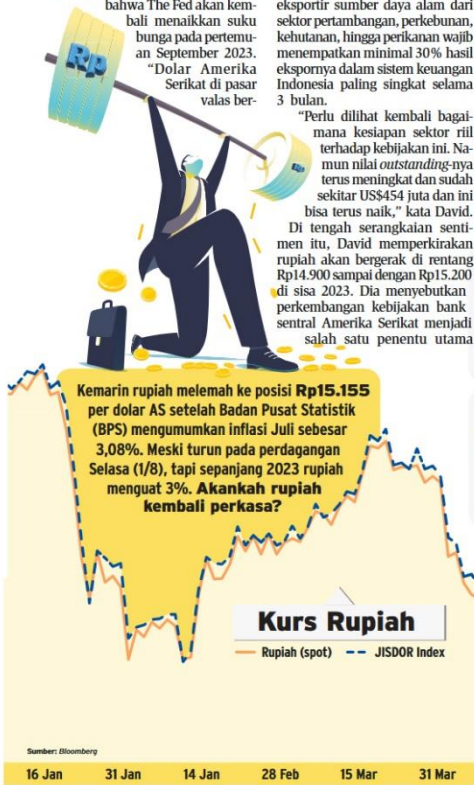 bahwa The Fed akan kem-
bali menaikkan suku
bunga pada pertemu-
an September 2023.
“Dolar Amerika
Serikat di pasar
valas ber-
eksportir sumber daya alam dari
sektor pertambangan, perkebunan,
kehutanan, hingga perikanan wajib
menempatkan minimal 30% hasil
ekspornya dalam sistem keuangan
Indonesia paling singkat selama
3 bulan.
“Perlu dilihat kembali bagai-
mana kesiapan sektor riil
terhadap kebijakan ini. Na-
mun nilai outstanding-nya
terus meningkat dan sudah
sekitar US$454 juta dan ini
bisa terus naik,” kata David.
Di tengah serangkaian senti-
men itu, David memperkirakan
rupiah akan bergerak di rentang
Rp14.900 sampai dengan Rp15.200
di sisa 2023. Dia menyebutkan
perkembangan kebijakan bank
sentral Amerika Serikat menjadi
salah satu penentu utama
Rp
Rp
Kemarin rupiah melemah ke posisi Rp15.155
per dolar AS setelah Badan Pusat Statistik
(BPS) mengumumkan inflasi Juli sebesar
3,08%. Meski turun pada perdagangan
Selasa (1/8), tapi sepanjang 2023 rupiah
menguat 3%. Akankah rupiah
kembali perkasa?
Kurs Rupiah
Rupiah (spot) JISDOR Index
Sumber: Bloomberg
16 Jan 31 Jan 14 Jan 28 Feb 15 Mar 31 Mar